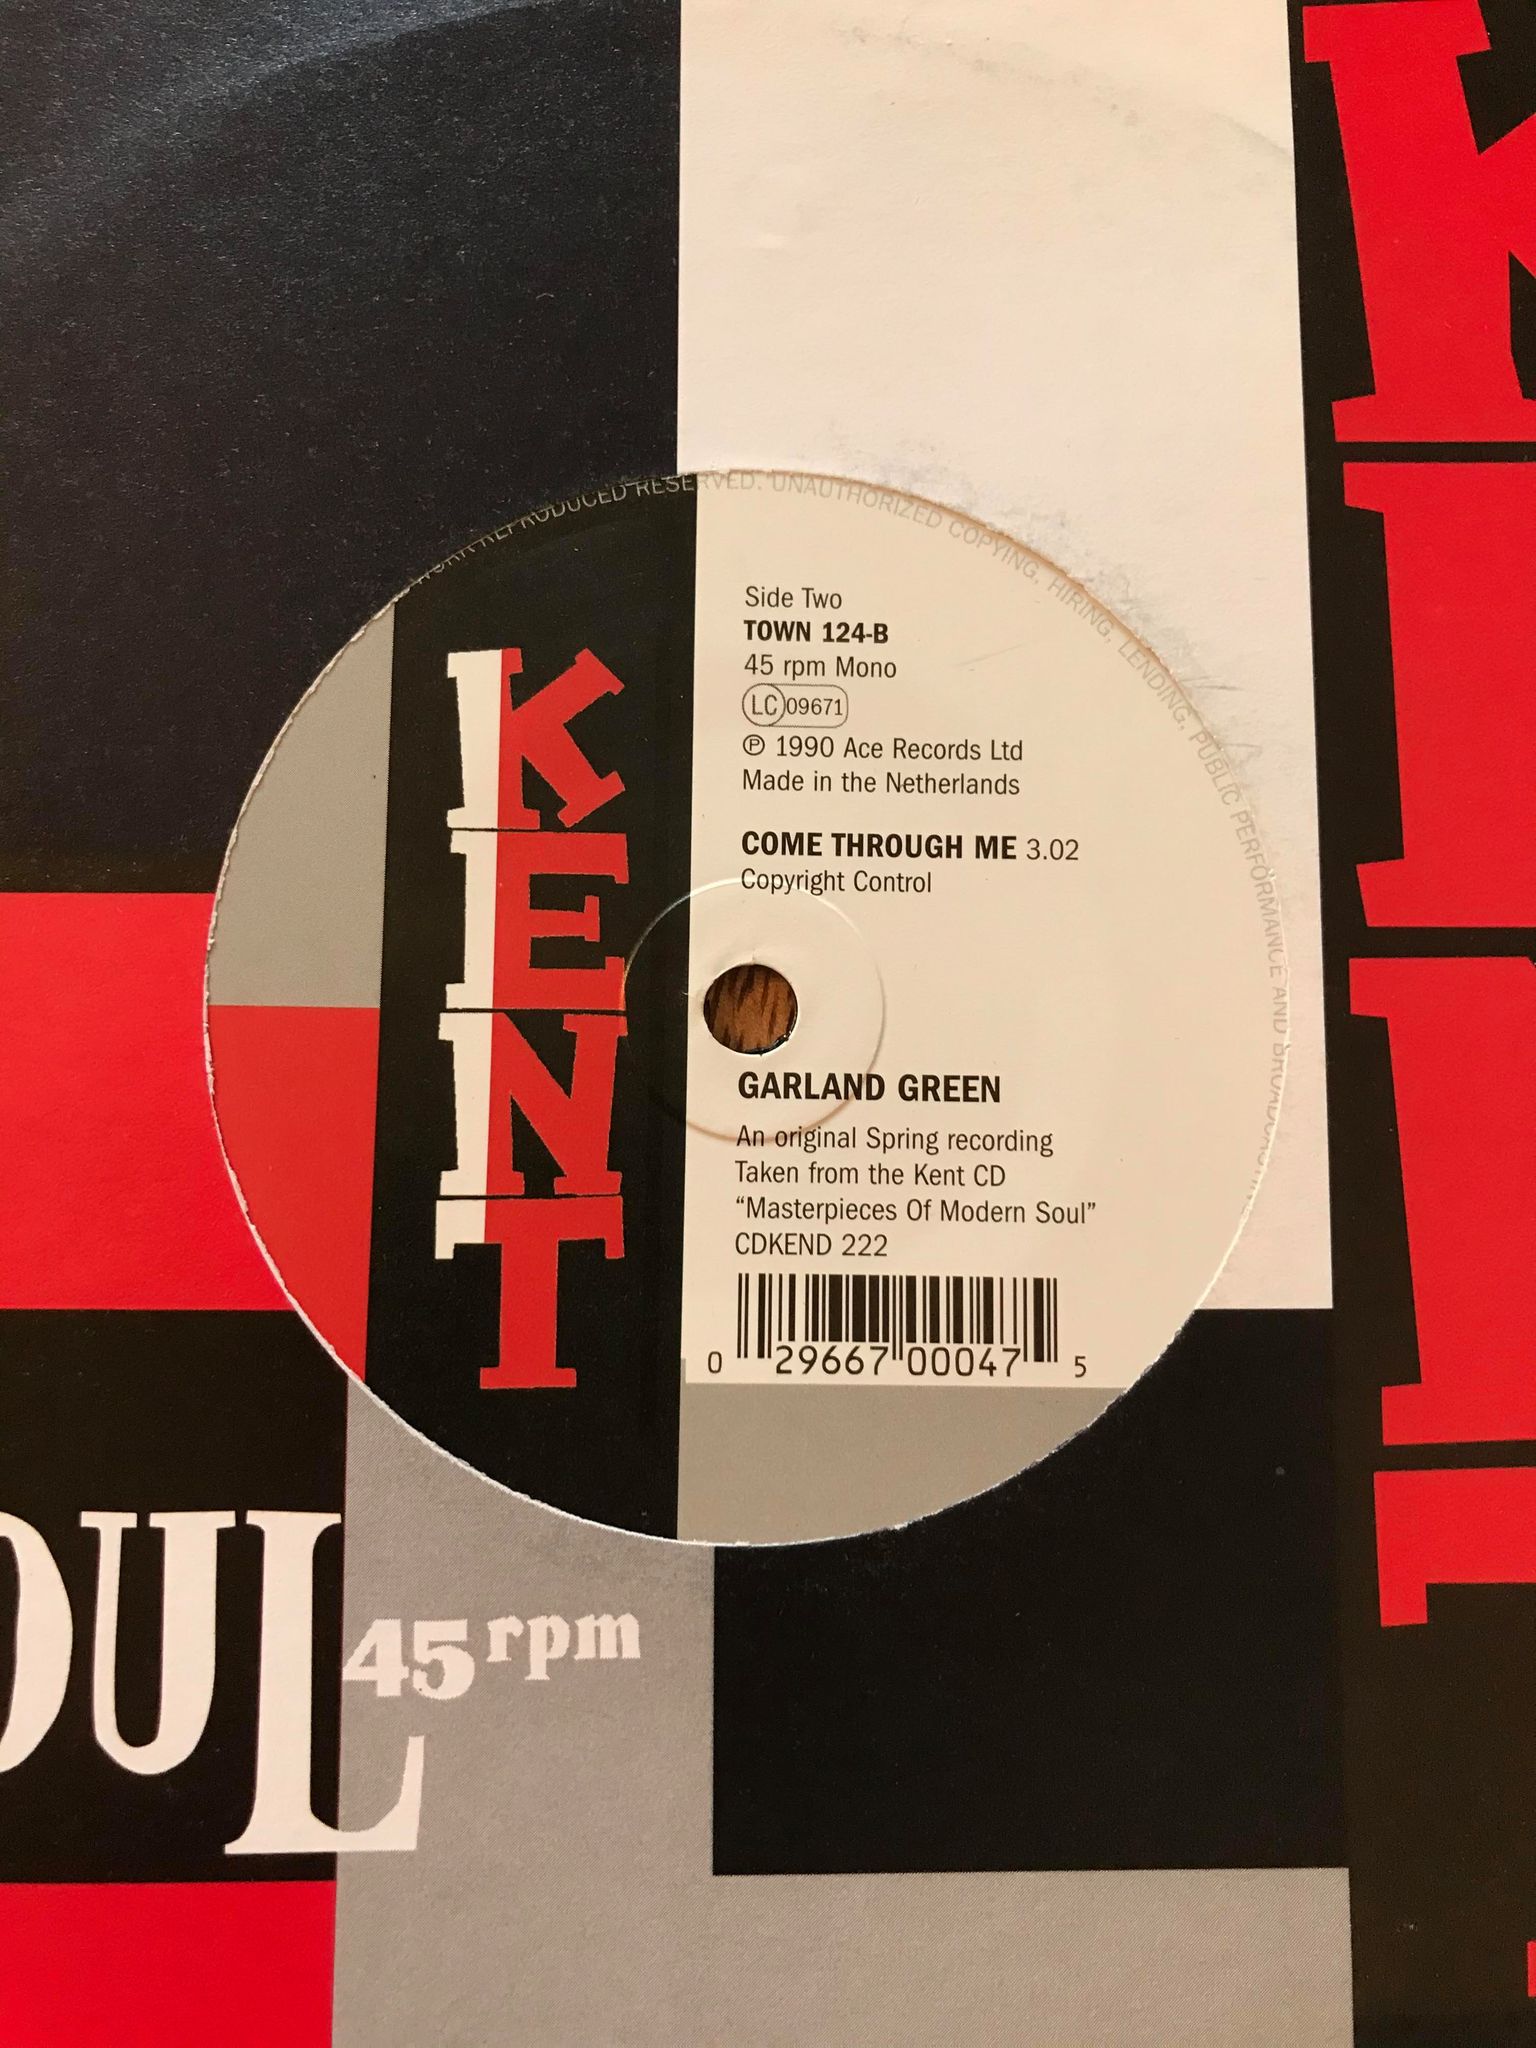 WORK REPRODUCED RESERVED. UNAUTHORIZED COPYING, HIRING, LENDING, PUBLIC PERFORMANCE AND
Side Two
TOWN 124-B
45 rpm Mono
LC 09671
℗ 1990 Ace Records Ltd
Made in the Netherlands
COME THROUGH ME 3.02
Copyright Control
KENT
GARLAND GREEN
An original Spring recording
Taken from the Kent CD
“Masterpieces Of Modern Soul”
CDKEND 222
0 29667 00047 5
OUL
45 rpm